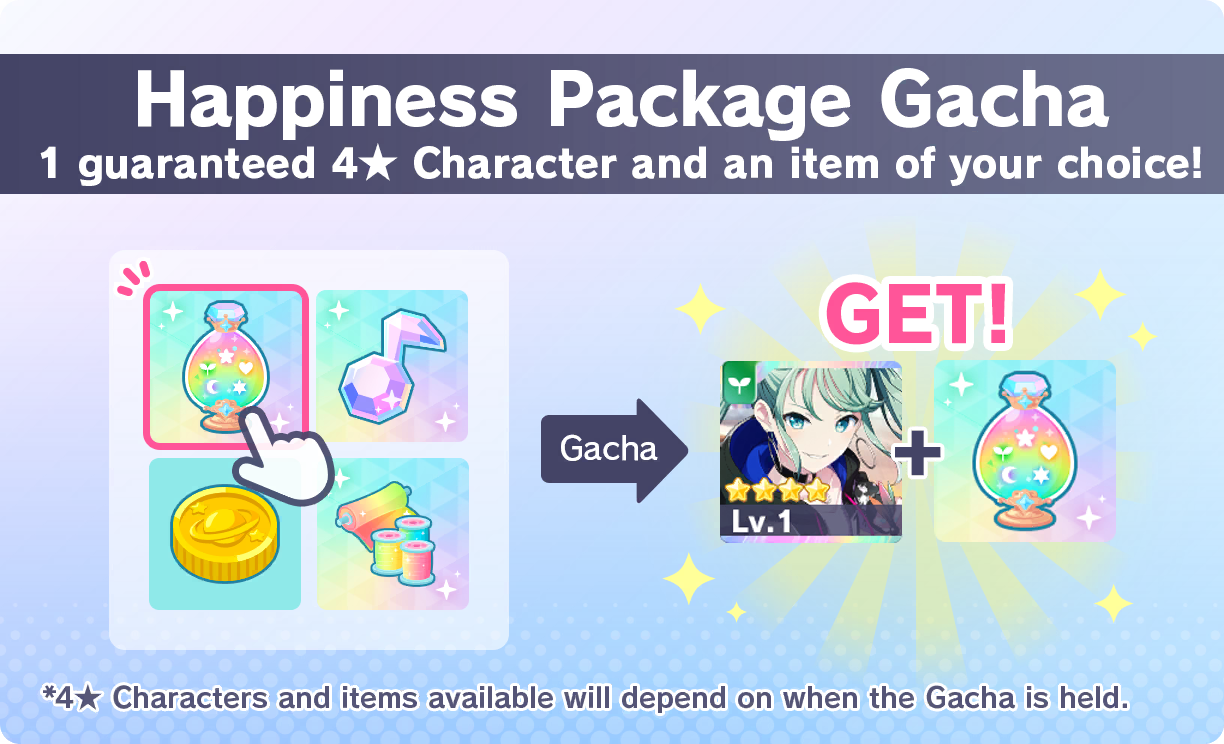 Happiness Package Gacha
1 guaranteed 4★ Character and an item of your choice!
GET!
Gacha
Lv.1
*4★ Characters and items available will depend on when the Gacha is held.